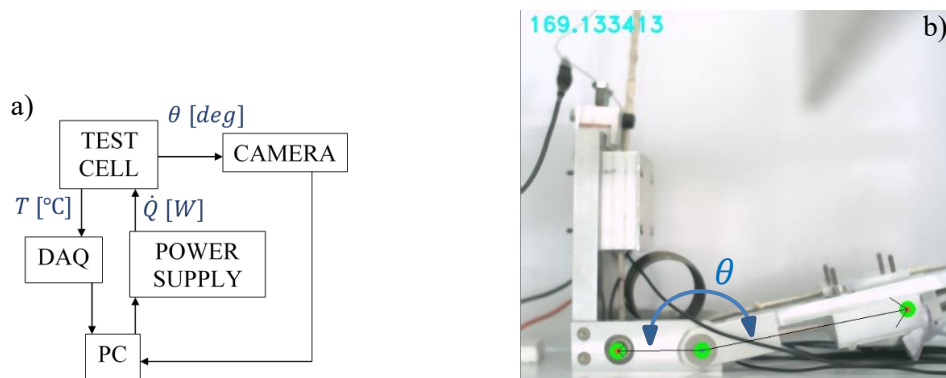 a)
θ [deg]
TEST
CELL
CAMERA
T [°C]
Q̇ [W]
DAQ
POWER
SUPPLY
PC
b)
169.133413
θ